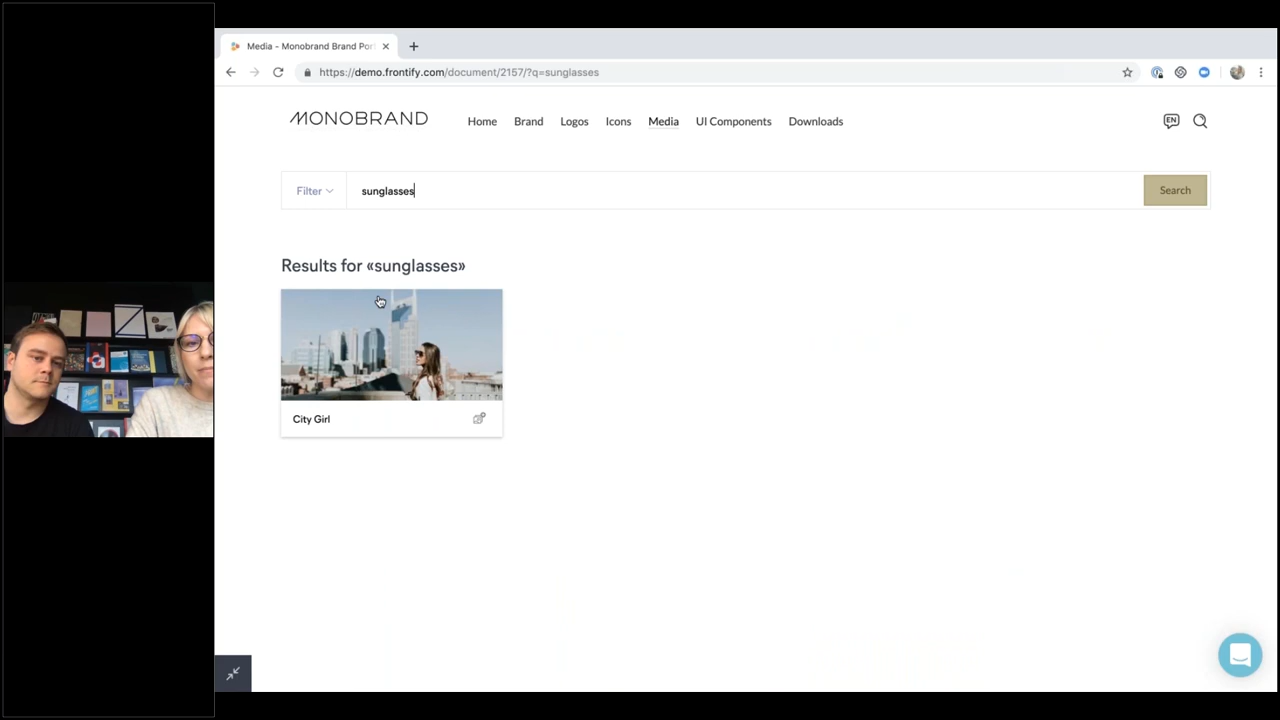 Media - Monobrand Brand Por
https://demo.frontify.com/document/2157/?q=sunglasses
MONOBRAND
Home Brand Logos Icons Media UI Components Downloads
EN
Filter sunglasses Search
Results for «sunglasses»
City Girl